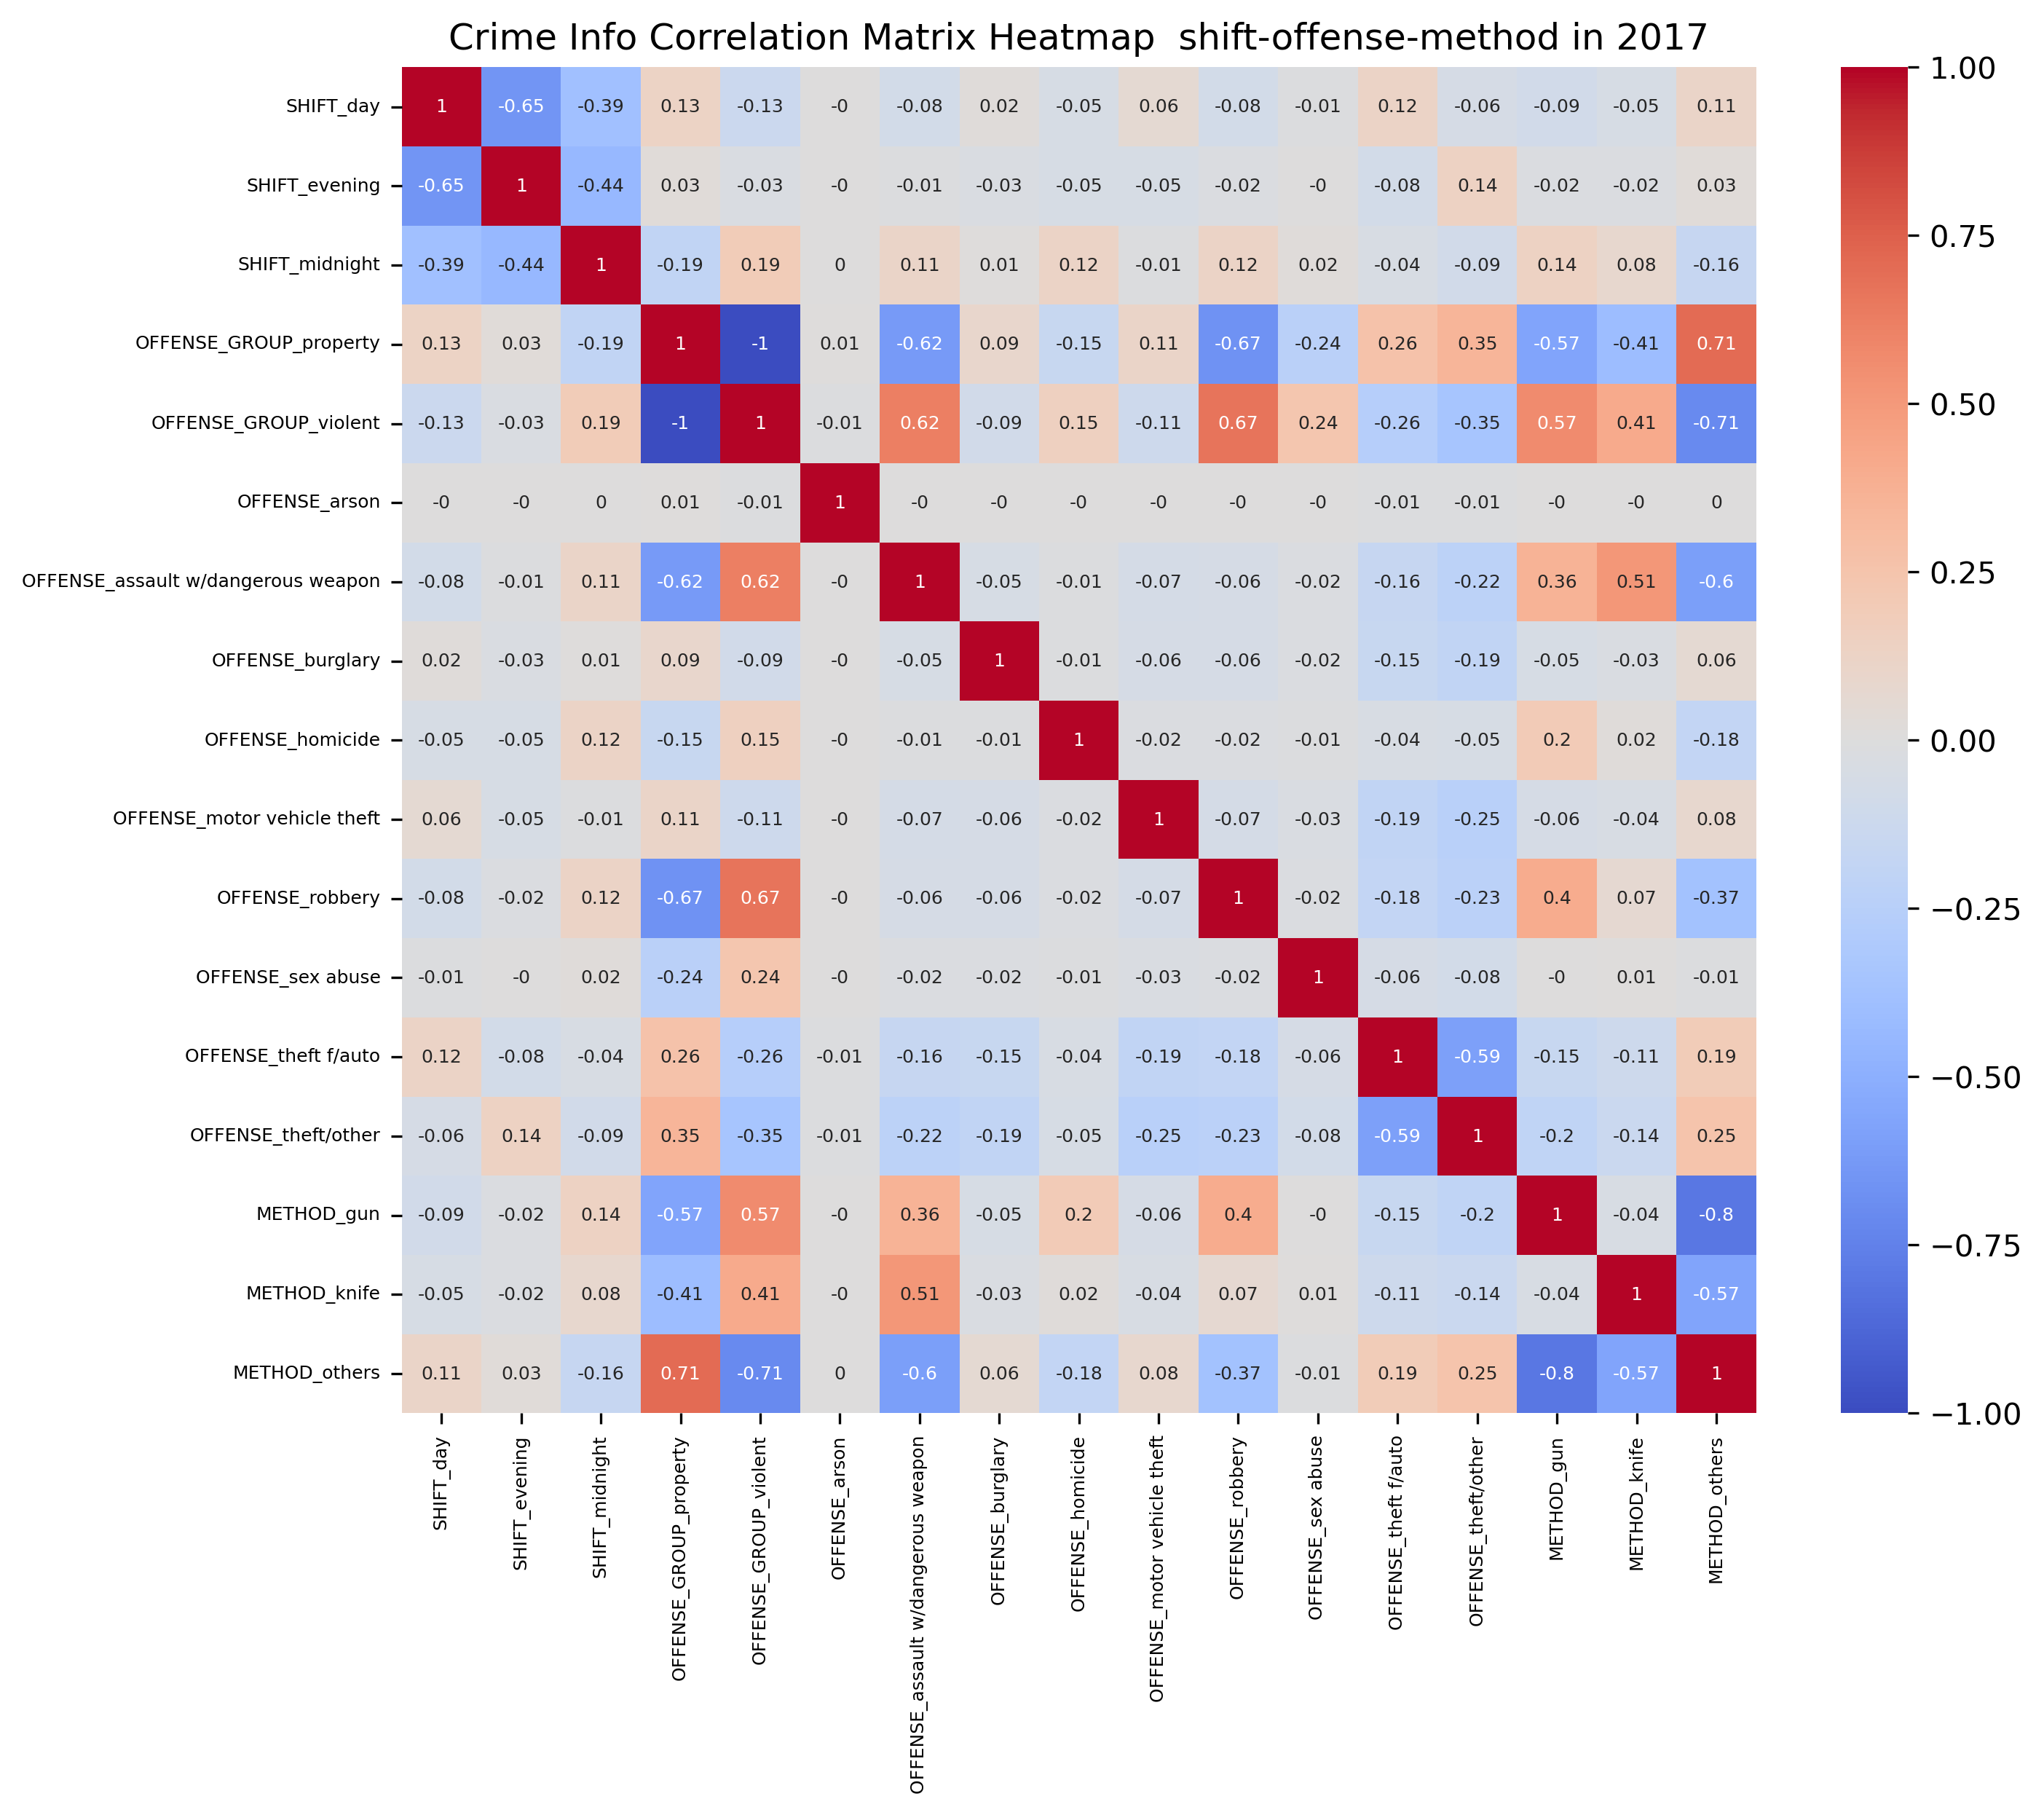 Crime Info Correlation Matrix Heatmap  shift-offense-method in 2017
SHIFT_day 1 -0.65 -0.39 0.13 -0.13 -0 -0.08 0.02 -0.05 0.06 -0.08 -0.01 0.12 -0.06 -0.09 -0.05 0.11
SHIFT_evening -0.65 1 -0.44 0.03 -0.03 -0 -0.01 -0.03 -0.05 -0.05 -0.02 -0 -0.08 0.14 -0.02 -0.02 0.03
SHIFT_midnight -0.39 -0.44 1 -0.19 0.19 0 0.11 0.01 0.12 -0.01 0.12 0.02 -0.04 -0.09 0.14 0.08 -0.16
OFFENSE_GROUP_property 0.13 0.03 -0.19 1 -1 0.01 -0.62 0.09 -0.15 0.11 -0.67 -0.24 0.26 0.35 -0.57 -0.41 0.71
OFFENSE_GROUP_violent -0.13 -0.03 0.19 -1 1 -0.01 0.62 -0.09 0.15 -0.11 0.67 0.24 -0.26 -0.35 0.57 0.41 -0.71
OFFENSE_arson -0 -0 0 0.01 -0.01 1 -0 -0 -0 -0 -0 -0 -0.01 -0.01 -0 -0 0
OFFENSE_assault w/dangerous weapon -0.08 -0.01 0.11 -0.62 0.62 -0 1 -0.05 -0.01 -0.07 -0.06 -0.02 -0.16 -0.22 0.36 0.51 -0.6
OFFENSE_burglary 0.02 -0.03 0.01 0.09 -0.09 -0 -0.05 1 -0.01 -0.06 -0.06 -0.02 -0.15 -0.19 -0.05 -0.03 0.06
OFFENSE_homicide -0.05 -0.05 0.12 -0.15 0.15 -0 -0.01 -0.01 1 -0.02 -0.02 -0.01 -0.04 -0.05 0.2 0.02 -0.18
OFFENSE_motor vehicle theft 0.06 -0.05 -0.01 0.11 -0.11 -0 -0.07 -0.06 -0.02 1 -0.07 -0.03 -0.19 -0.25 -0.06 -0.04 0.08
OFFENSE_robbery -0.08 -0.02 0.12 -0.67 0.67 -0 -0.06 -0.06 -0.02 -0.07 1 -0.02 -0.18 -0.23 0.4 0.07 -0.37
OFFENSE_sex abuse -0.01 -0 0.02 -0.24 0.24 -0 -0.02 -0.02 -0.01 -0.03 -0.02 1 -0.06 -0.08 -0 0.01 -0.01
OFFENSE_theft f/auto 0.12 -0.08 -0.04 0.26 -0.26 -0.01 -0.16 -0.15 -0.04 -0.19 -0.18 -0.06 1 -0.59 -0.15 -0.11 0.19
OFFENSE_theft/other -0.06 0.14 -0.09 0.35 -0.35 -0.01 -0.22 -0.19 -0.05 -0.25 -0.23 -0.08 -0.59 1 -0.2 -0.14 0.25
METHOD_gun -0.09 -0.02 0.14 -0.57 0.57 -0 0.36 -0.05 0.2 -0.06 0.4 -0 -0.15 -0.2 1 -0.04 -0.8
METHOD_knife -0.05 -0.02 0.08 -0.41 0.41 -0 0.51 -0.03 0.02 -0.04 0.07 0.01 -0.11 -0.14 -0.04 1 -0.57
METHOD_others 0.11 0.03 -0.16 0.71 -0.71 0 -0.6 0.06 -0.18 0.08 -0.37 -0.01 0.19 0.25 -0.8 -0.57 1
SHIFT_day
SHIFT_evening
SHIFT_midnight
OFFENSE_GROUP_property
OFFENSE_GROUP_violent
OFFENSE_arson
OFFENSE_assault w/dangerous weapon
OFFENSE_burglary
OFFENSE_homicide
OFFENSE_motor vehicle theft
OFFENSE_robbery
OFFENSE_sex abuse
OFFENSE_theft f/auto
OFFENSE_theft/other
METHOD_gun
METHOD_knife
METHOD_others
1.00
0.75
0.50
0.25
0.00
−0.25
−0.50
−0.75
−1.00